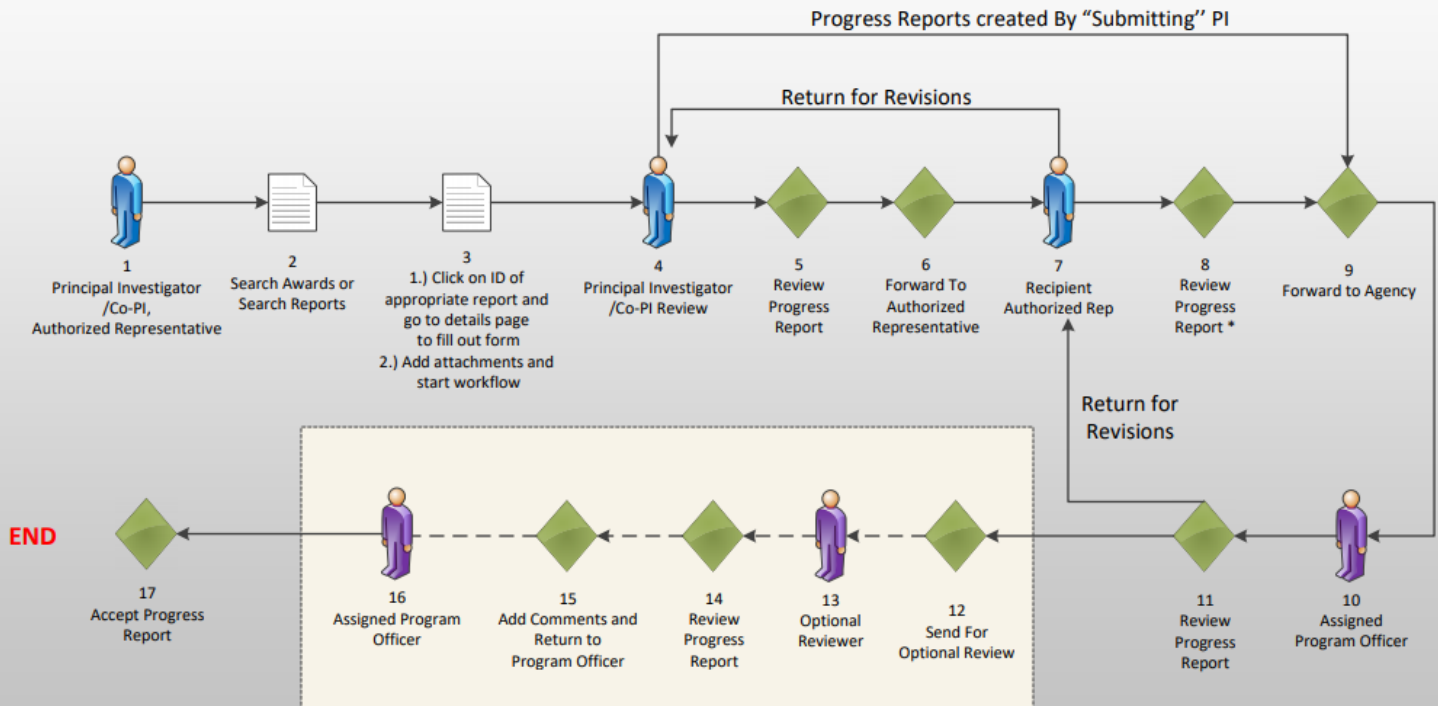 Progress Reports created By “Submitting’’ PI
Return for Revisions
1
Principal Investigator
/Co-PI,
Authorized Representative
2
Search Awards or
Search Reports
3
1.) Click on ID of
appropriate report and
go to details page
to fill out form
2.) Add attachments and
start workflow
4
Principal Investigator
/Co-PI Review
5
Review
Progress
Report
6
Forward To
Authorized
Representative
7
Recipient
Authorized Rep
8
Review
Progress
Report *
9
Forward to Agency
Return for
Revisions
END
17
Accept Progress
Report
16
Assigned Program
Officer
15
Add Comments and
Return to
Program Officer
14
Review
Progress
Report
13
Optional
Reviewer
12
Send For
Optional Review
11
Review
Progress
Report
10
Assigned
Program Officer